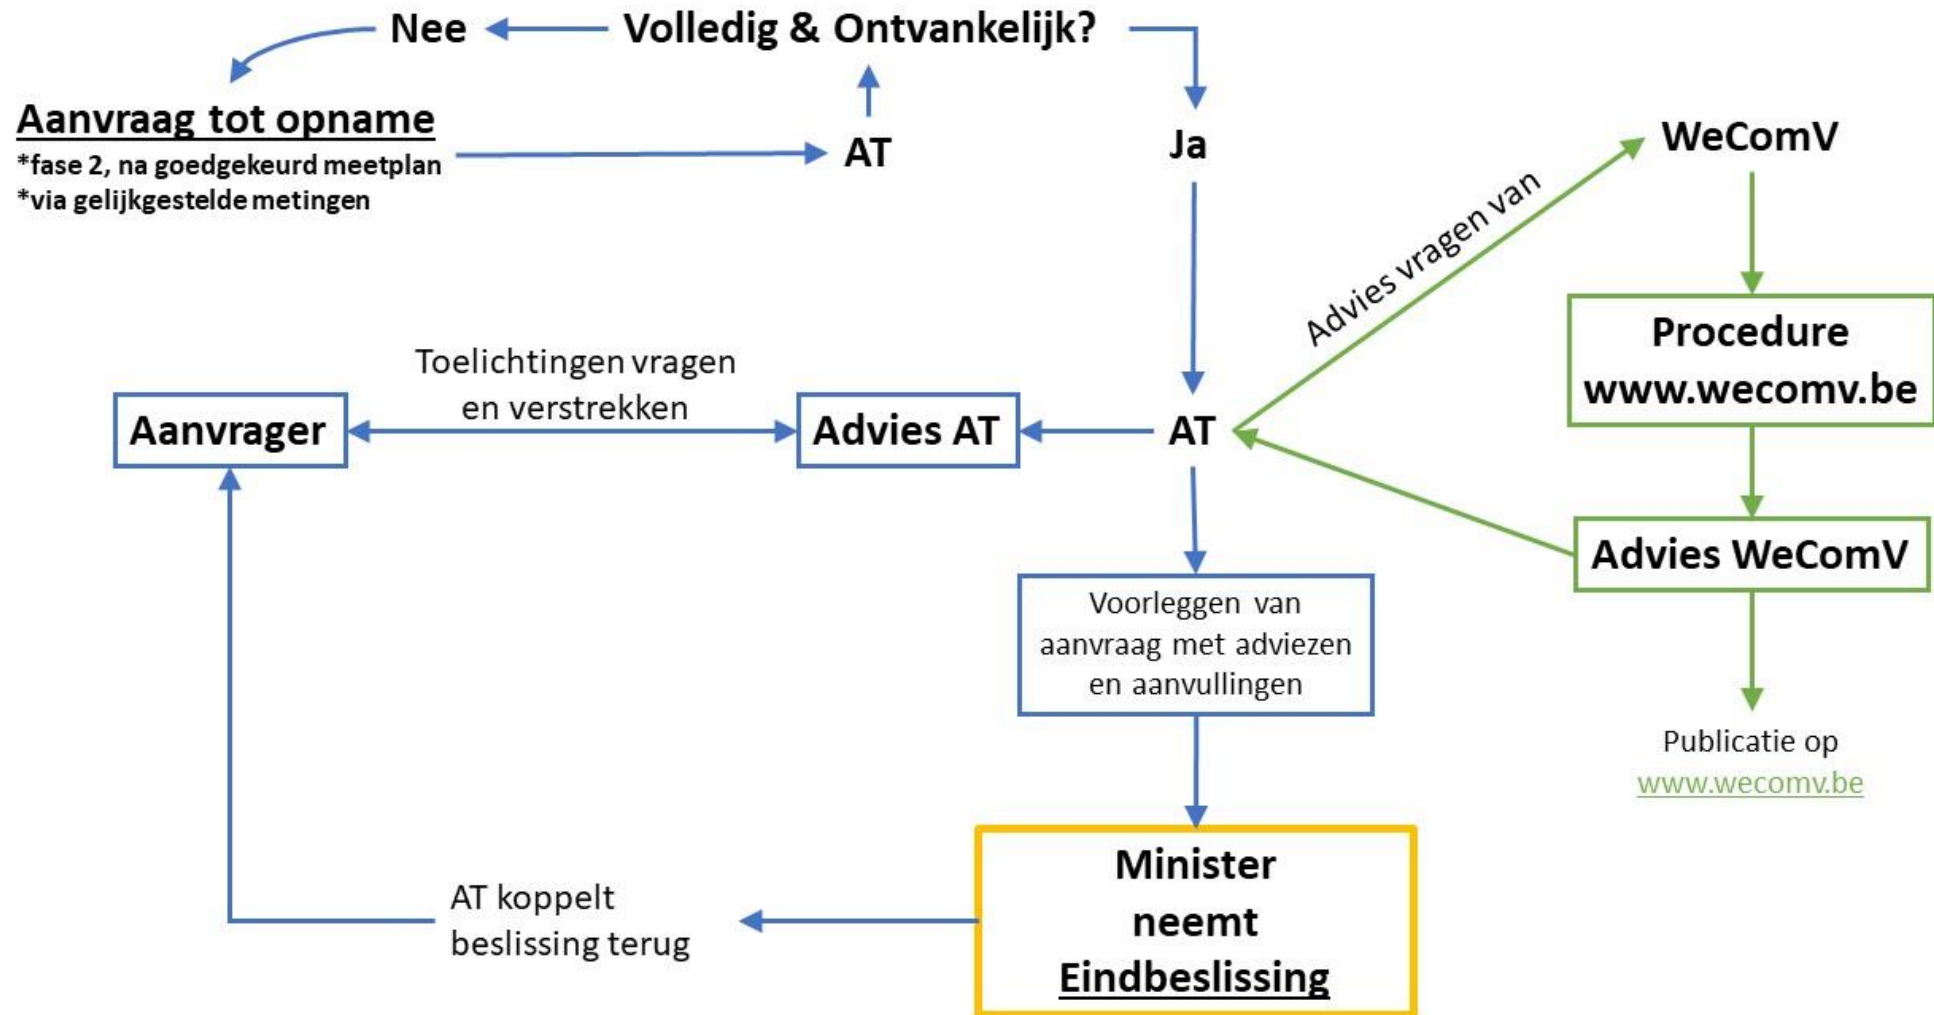 Nee
Volledig & Ontvankelijk?
Aanvraag tot opname
*fase 2, na goedgekeurd meetplan
*via gelijkgestelde metingen
AT
Ja
WeComV
Advies vragen van
Procedure
www.wecomv.be
Toelichtingen vragen
en verstrekken
Aanvrager
Advies AT
AT
Advies WeComV
Voorleggen van
aanvraag met adviezen
en aanvullingen
Publicatie op
www.wecomv.be
Minister
neemt
Eindbeslissing
AT koppelt
beslissing terug